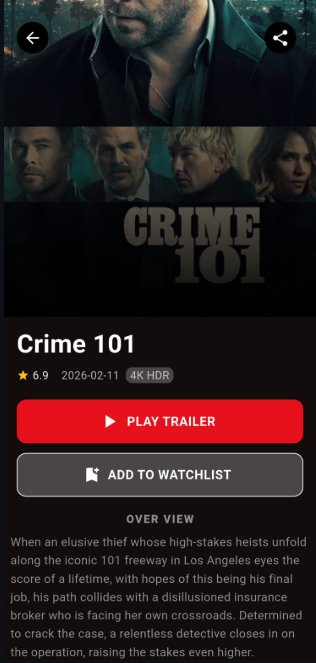 CRIME
101
Crime 101
6.9 2026-02-11 4K HDR
PLAY TRAILER
ADD TO WATCHLIST
OVER VIEW
When an elusive thief whose high-stakes heists unfold
along the iconic 101 freeway in Los Angeles eyes the
score of a lifetime, with hopes of this being his final
job, his path collides with a disillusioned insurance
broker who is facing her own crossroads. Determined
to crack the case, a relentless detective closes in on
the operation, raising the stakes even higher.